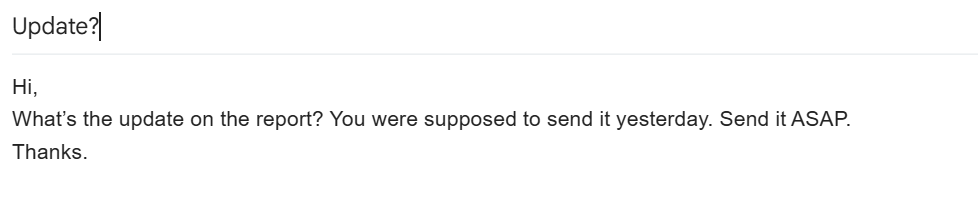 Update?
Hi,
What’s the update on the report? You were supposed to send it yesterday. Send it ASAP.
Thanks.